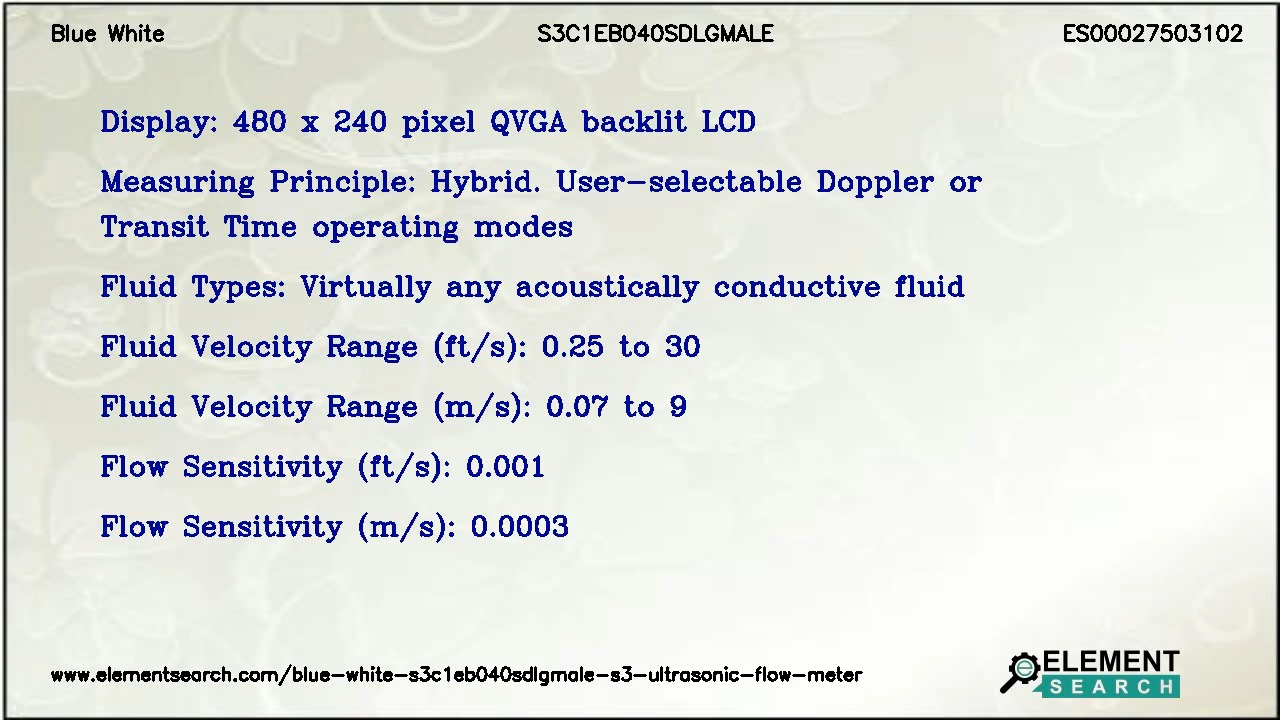 Blue White S3C1EB040SDLGMALE ES00027503102
Display: 480 x 240 pixel QVGA backlit LCD
Measuring Principle: Hybrid. User-selectable Doppler or
Transit Time operating modes
Fluid Types: Virtually any acoustically conductive fluid
Fluid Velocity Range (ft/s): 0.25 to 30
Fluid Velocity Range (m/s): 0.07 to 9
Flow Sensitivity (ft/s): 0.001
Flow Sensitivity (m/s): 0.0003
www.elementsearch.com/blue-white-s3c1eb040sdlgmale-s3-ultrasonic-flow-meter
ELEMENT
SEARCH